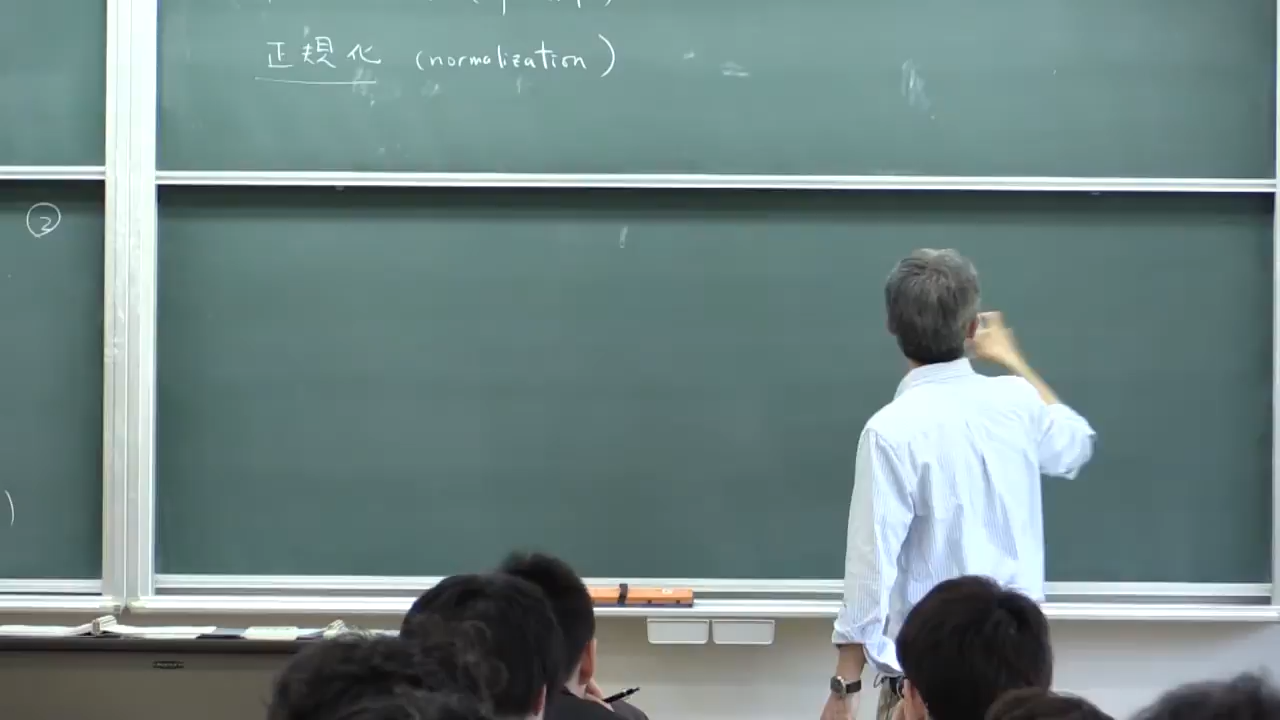 正規化 (normalization)
②
)